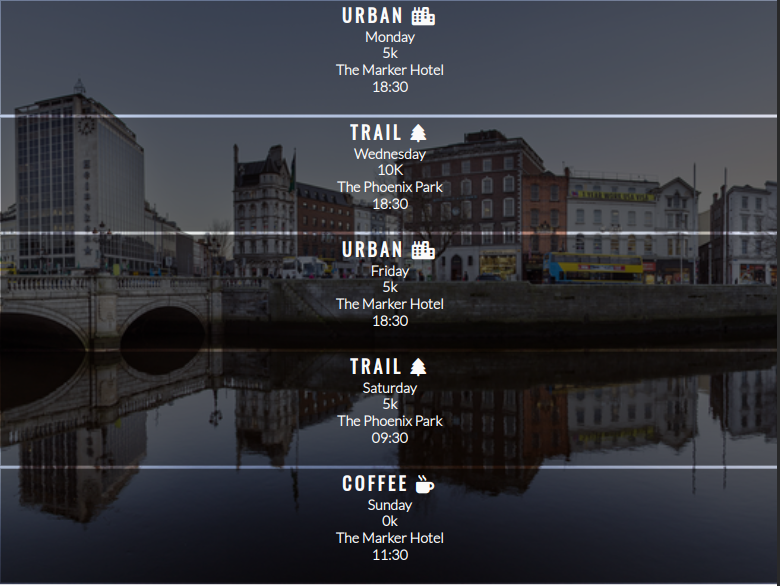 URBAN
Monday
5k
The Marker Hotel
18:30
TRAIL
Wednesday
10K
The Phoenix Park
18:30
URBAN
Friday
5k
The Marker Hotel
18:30
TRAIL
Saturday
5k
The Phoenix Park
09:30
COFFEE
Sunday
0k
The Marker Hotel
11:30